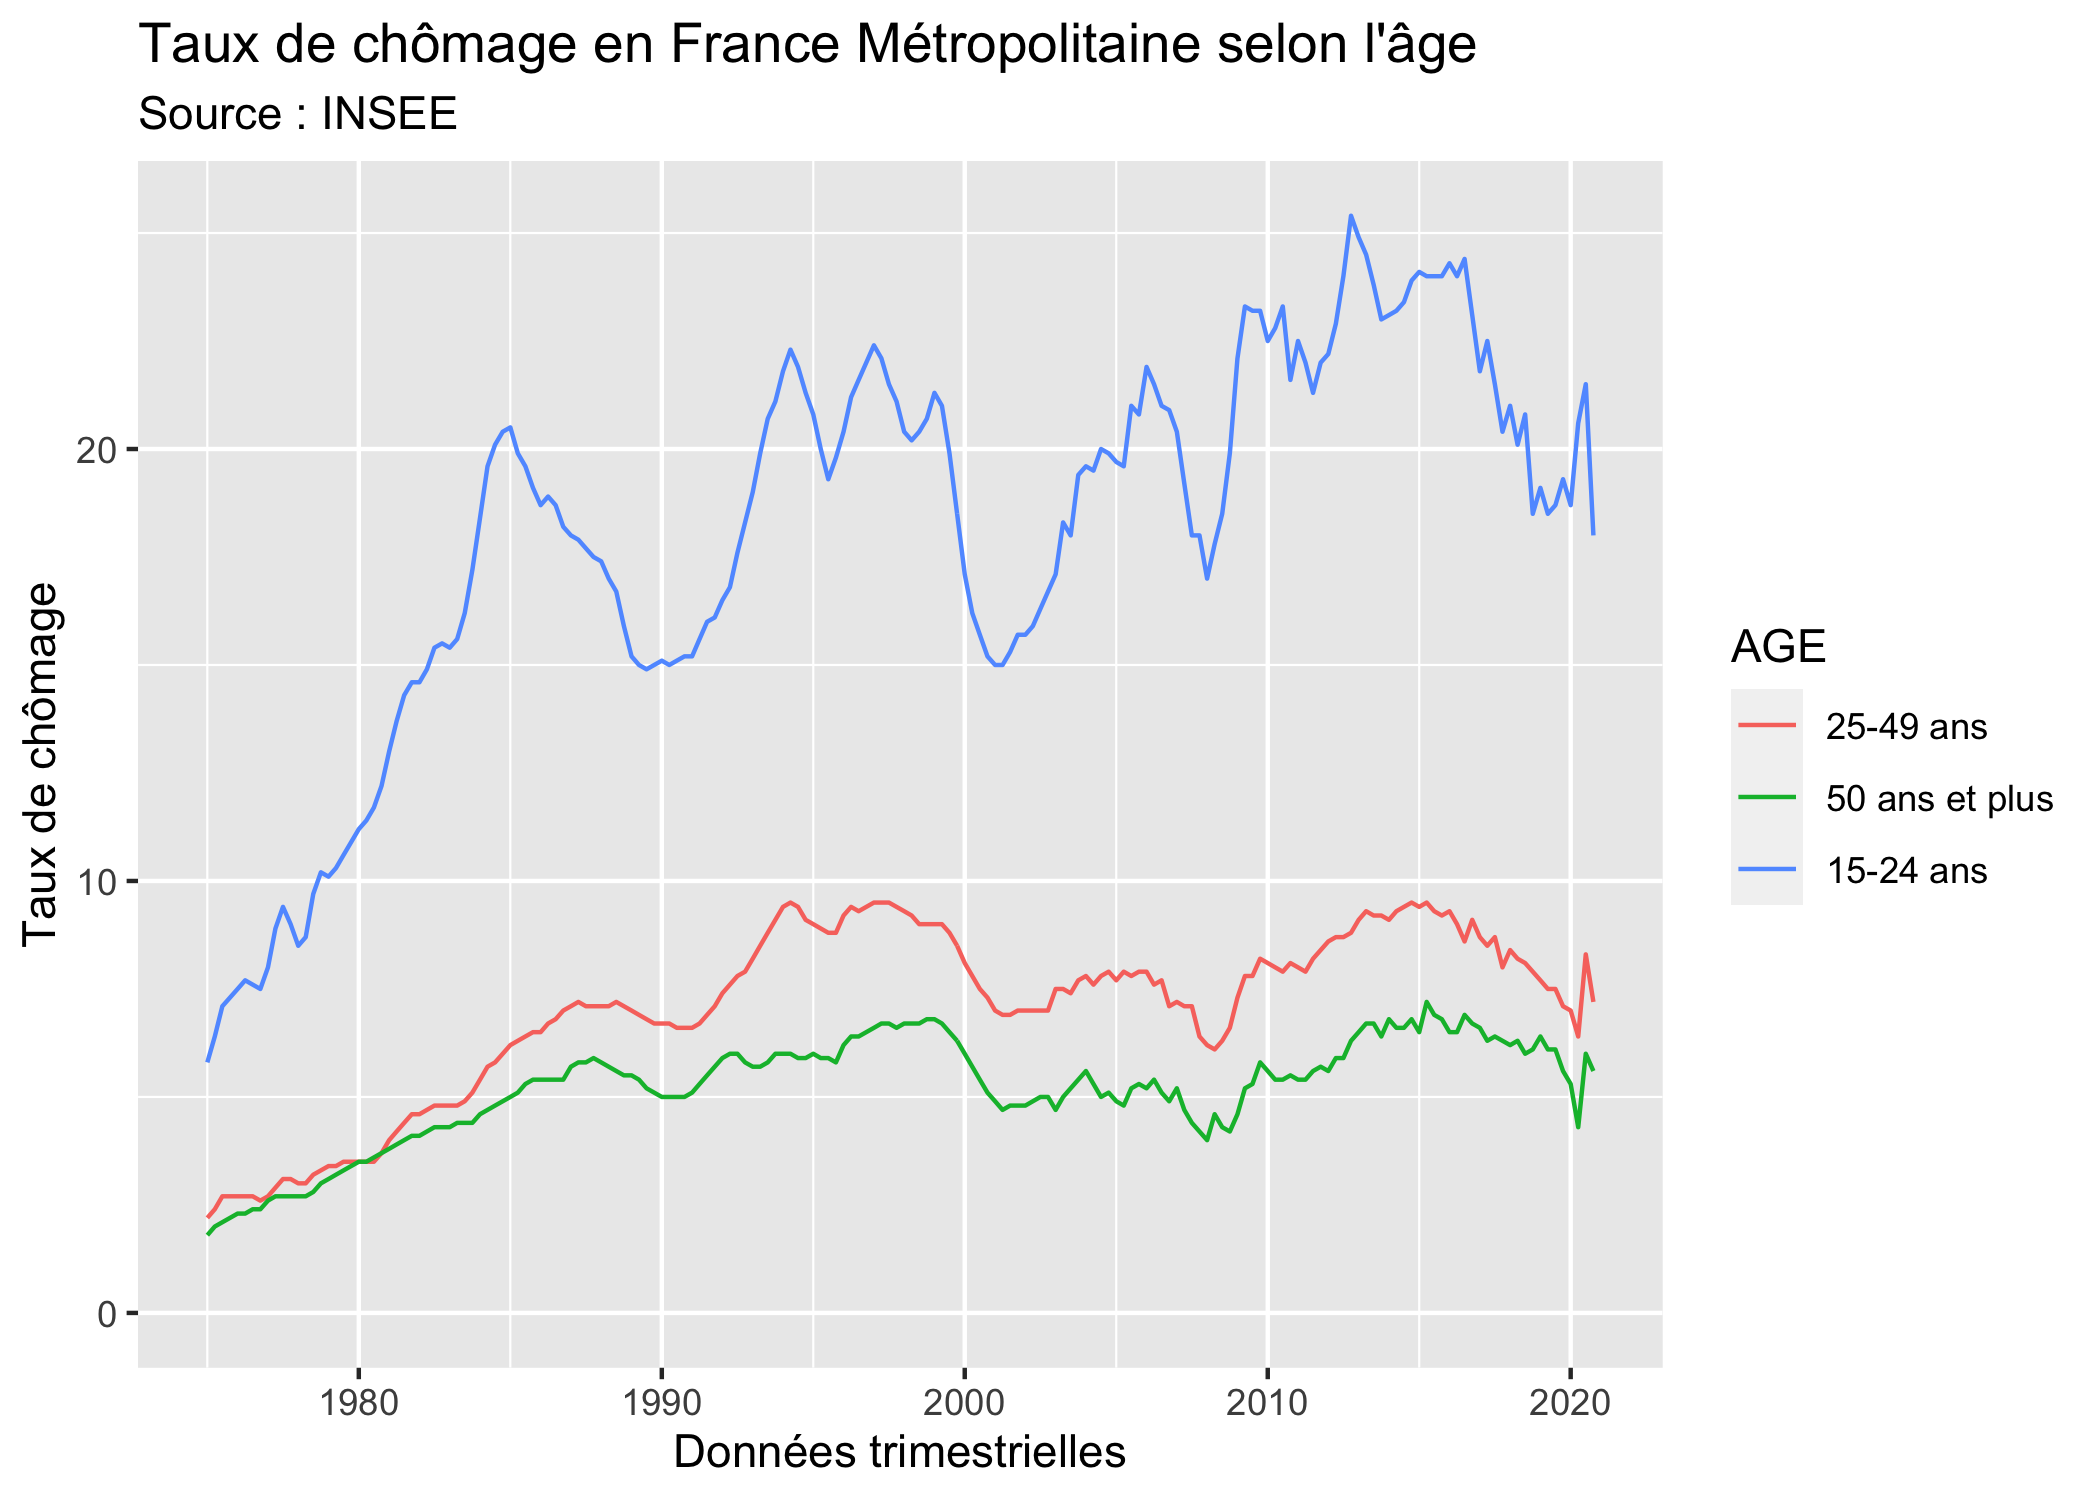 Taux de chômage en France Métropolitaine selon l'âge
Source : INSEE
Taux de chômage
20
10
0
1980
1990
2000
2010
2020
Données trimestrielles
AGE
25-49 ans
50 ans et plus
15-24 ans